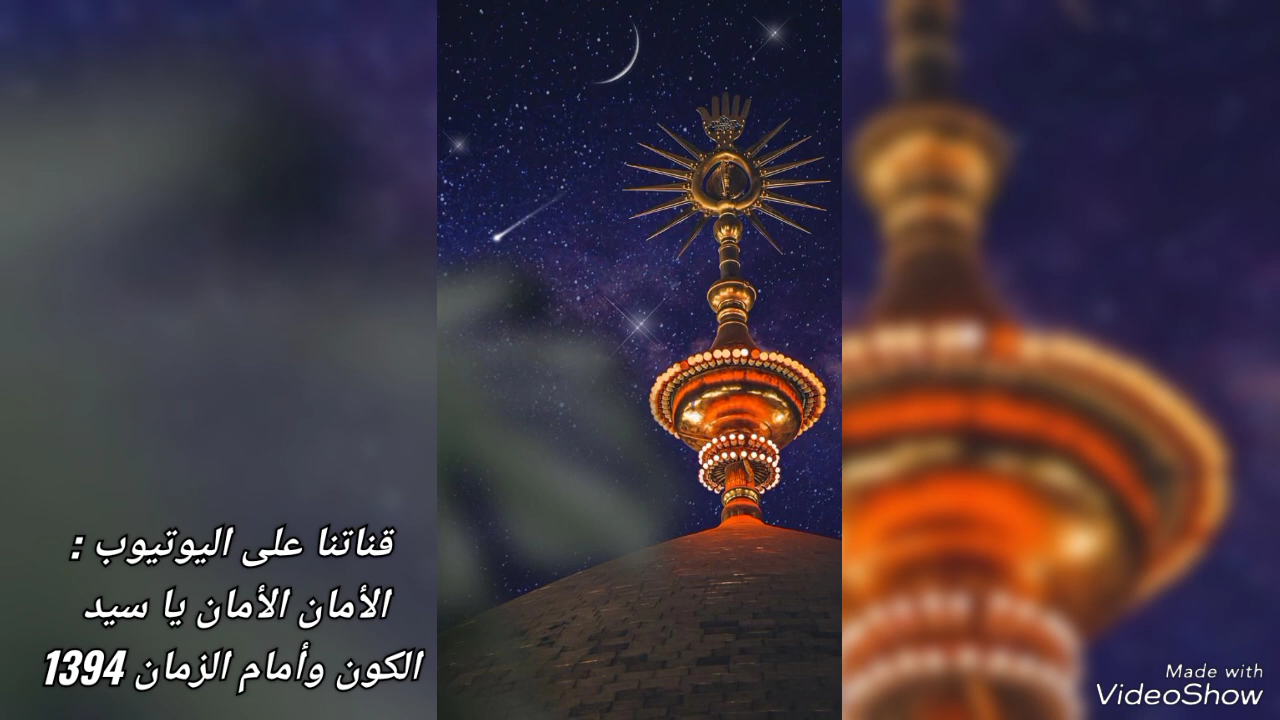 قناتنا على اليوتيوب :
الأمان الأمان يا سيد
الكون وأمام الزمان 1394
Made with
VideoShow